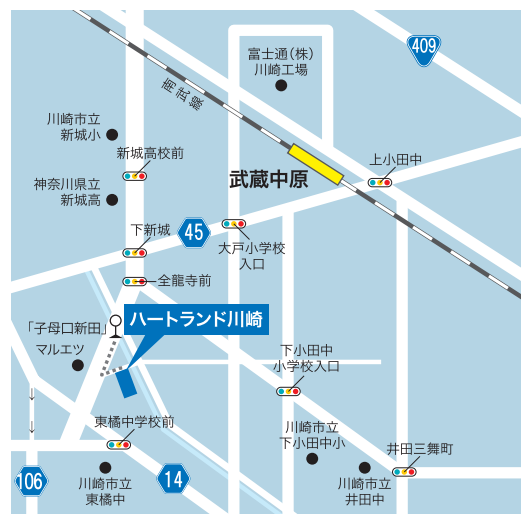 409
富士通(株)
川崎工場
南武線
川崎市立
新城小
新城高校前
武蔵中原
上小田中
神奈川県立
新城高
下新城
45
大戸小学校
入口
全龍寺前
「子母口新田」
ハートランド川崎
マルエツ
下小田中
小学校入口
東橘中学校前
川崎市立
下小田中小
井田三舞町
106
川崎市立
東橘中
14
川崎市立
井田中